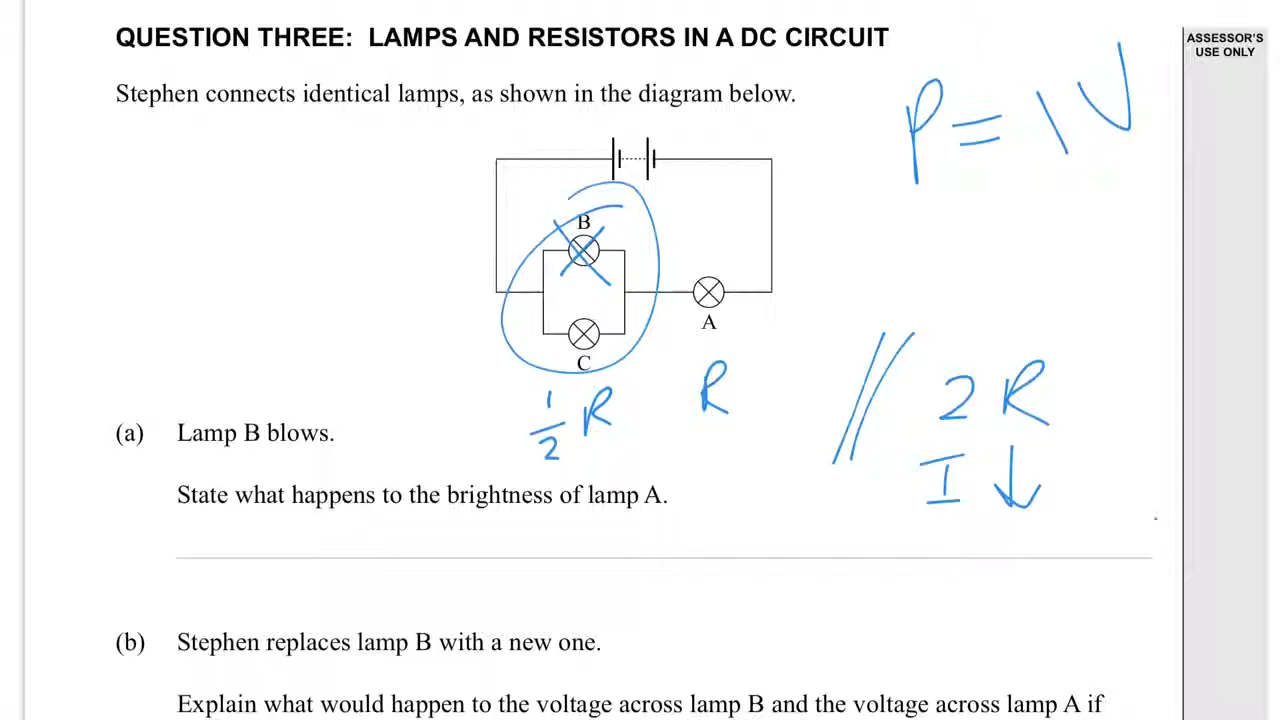 QUESTION THREE: LAMPS AND RESISTORS IN A DC CIRCUIT
ASSESSOR'S
USE ONLY
Stephen connects identical lamps, as shown in the diagram below.
P = IV
B
A
C
1/2 R
R
// 2R
I ↓
(a) Lamp B blows.
State what happens to the brightness of lamp A.
(b) Stephen replaces lamp B with a new one.
Explain what would happen to the voltage across lamp B and the voltage across lamp A if